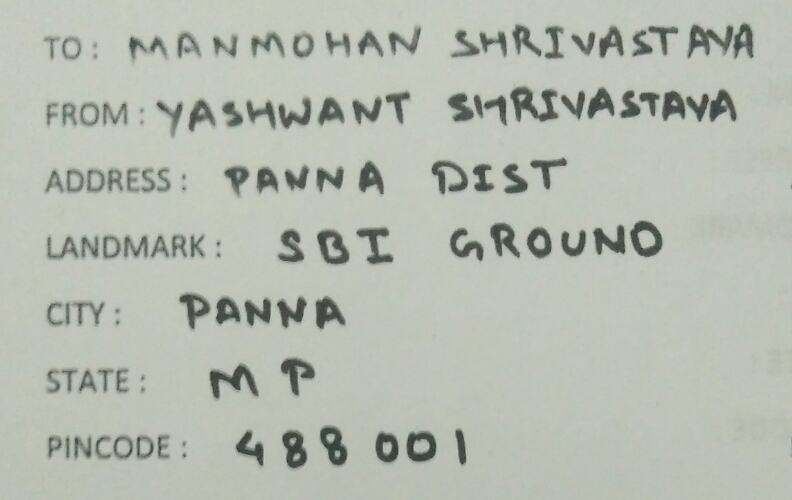 TO : MANMOHAN SHRIVASTAVA
FROM : YASHWANT SHRIVASTAVA
ADDRESS : PANNA DIST
LANDMARK : SBI GROUND
CITY : PANNA
STATE : MP
PINCODE : 488001